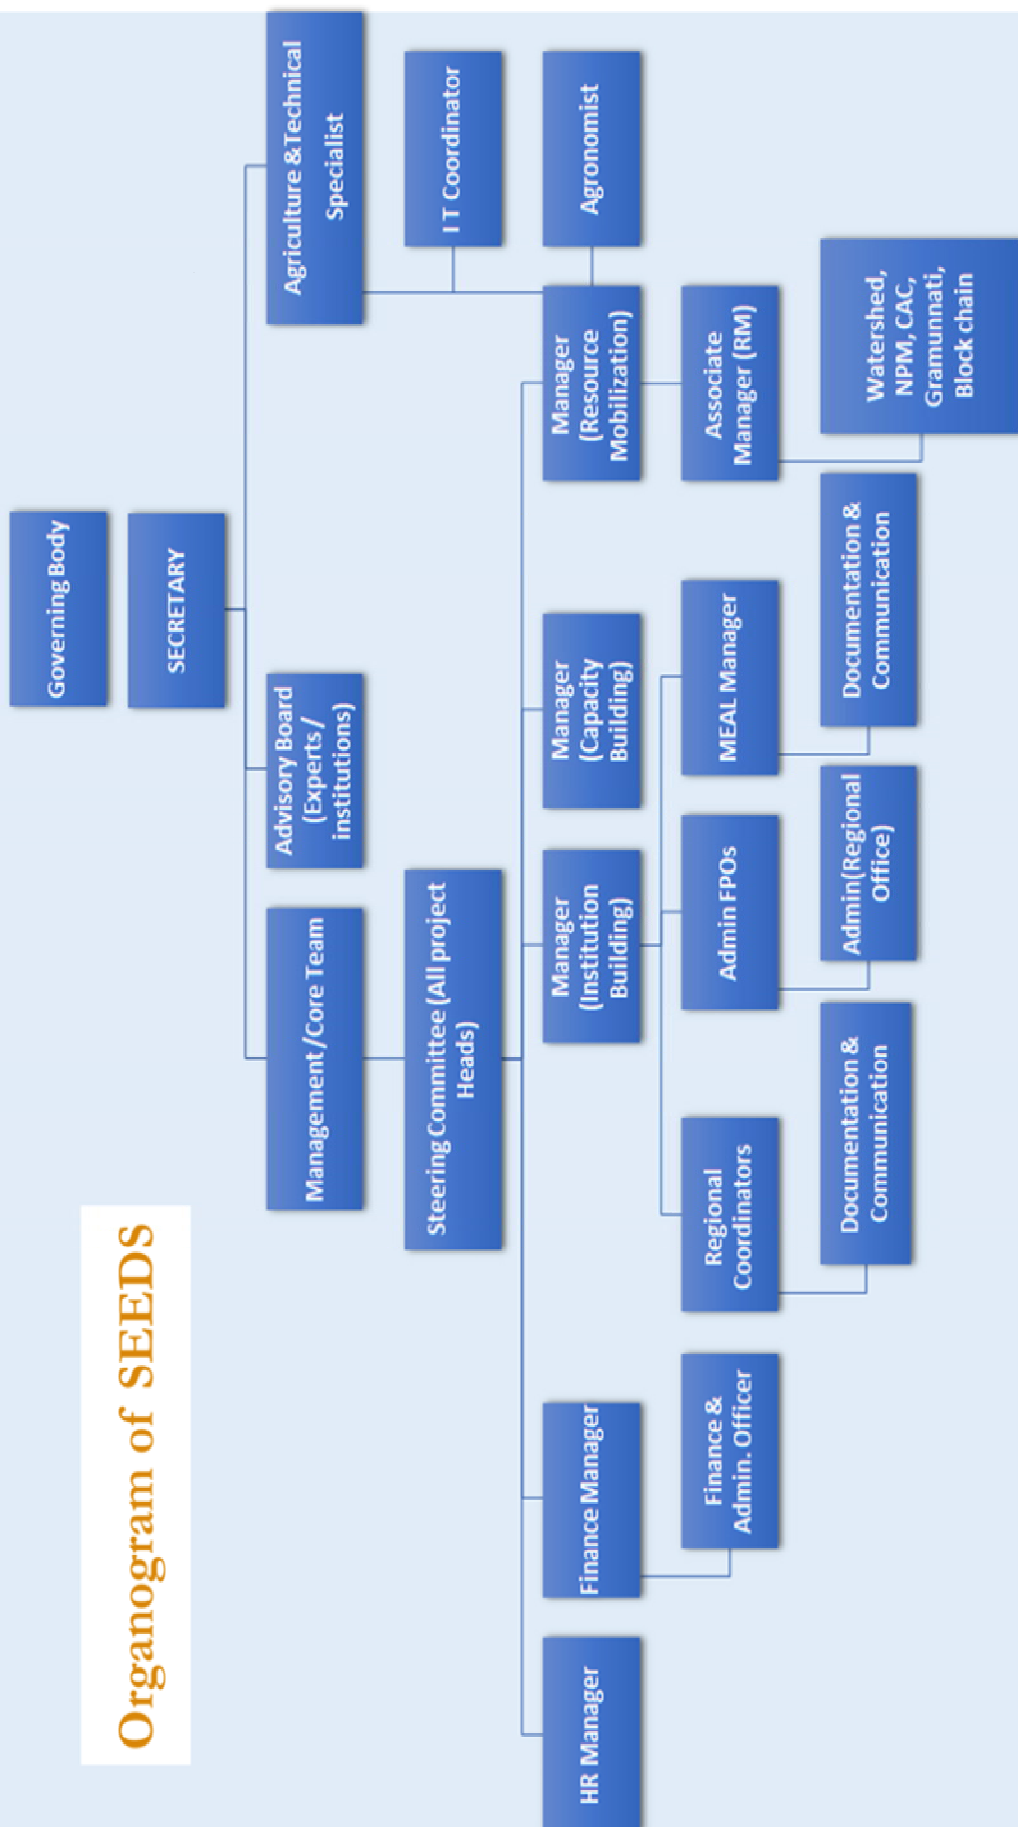 Organogram of SEEDS
Governing Body
SECRETARY
Management/Core Team
Advisory Board
(Experts /
institutions)
Agriculture &Technical
Specialist
Steering Committee (All project
Heads)
I T Coordinator
HR Manager
Finance Manager
Manager
(Institution
Building)
Manager
(Capacity
Building)
Manager
(Resource
Mobilization)
Agronomist
Finance &
Admin. Officer
Regional
Coordinators
Admin FPOs
MEAL Manager
Associate
Manager (RM)
Documentation &
Communication
Admin(Regional
Office)
Documentation &
Communication
Watershed,
NPM, CAC,
Gramunnati,
Block chain